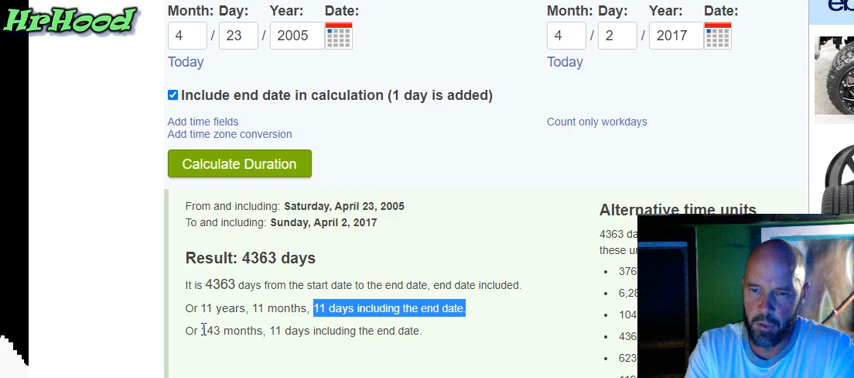 HrHood
Month: Day: Year: Date:
4 / 23 / 2005
Today
Month: Day: Year: Date:
4 / 2 / 2017
Today
Include end date in calculation (1 day is added)
Add time fields
Add time zone conversion
Count only workdays
Calculate Duration
From and including: Saturday, April 23, 2005
To and including: Sunday, April 2, 2017
Result: 4363 days
It is 4363 days from the start date to the end date, end date included.
Or 11 years, 11 months, 11 days including the end date.
Or 143 months, 11 days including the end date.
Alternative time units
4363 da
these un
376
6,28
104
436
623